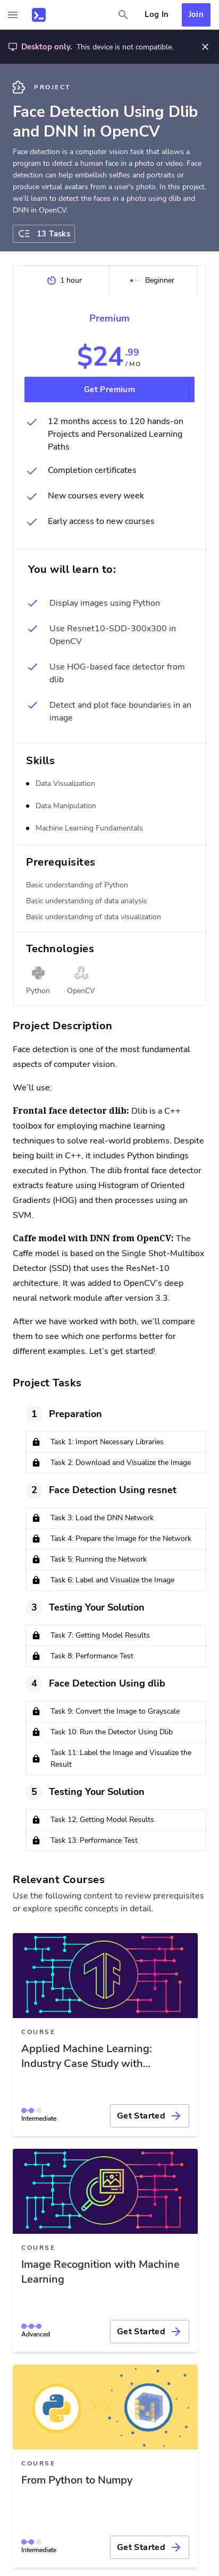 Log In
Join
Desktop only. This device is not compatible.
PROJECT
Face Detection Using Dlib
and DNN in OpenCV
Face detection is a computer vision task that allows a
program to detect a human face in a photo or video. Face
detection can help embellish selfies and portraits or
produce virtual avatars from a user's photo. In this project,
we'll learn to detect the faces in a photo using dlib and
DNN in OpenCV.
13 Tasks
1 hour
Beginner
Premium
$24.99
/ MO
Get Premium
12 months access to 120 hands-on
Projects and Personalized Learning
Paths
Completion certificates
New courses every week
Early access to new courses
You will learn to:
Display images using Python
Use Resnet10-SDD-300x300 in
OpenCV
Use HOG-based face detector from
dlib
Detect and plot face boundaries in an
image
Skills
Data Visualization
Data Manipulation
Machine Learning Fundamentals
Prerequisites
Basic understanding of Python
Basic understanding of data analysis
Basic understanding of data visualization
Technologies
Python
OpenCV
Project Description
Face detection is one of the most fundamental
aspects of computer vision.
We'll use:
Frontal face detector dlib: Dlib is a C++
toolbox for employing machine learning
techniques to solve real-world problems. Despite
being built in C++, it includes Python bindings
executed in Python. The dlib frontal face detector
extracts feature using Histogram of Oriented
Gradients (HOG) and then processes using an
SVM.
Caffe model with DNN from OpenCV: The
Caffe model is based on the Single Shot-Multibox
Detector (SSD) that uses the ResNet-10
architecture. It was added to OpenCV's deep
neural network module after version 3.3.
After we have worked with both, we'll compare
them to see which one performs better for
different examples. Let's get started!
Project Tasks
1 Preparation
Task 1: Import Necessary Libraries
Task 2: Download and Visualize the Image
2 Face Detection Using resnet
Task 3: Load the DNN Network
Task 4: Prepare the Image for the Network
Task 5: Running the Network
Task 6: Label and Visualize the Image
3 Testing Your Solution
Task 7: Getting Model Results
Task 8: Performance Test
4 Face Detection Using dlib
Task 9: Convert the Image to Grayscale
Task 10: Run the Detector Using Dlib
Task 11: Label the Image and Visualize the
Result
5 Testing Your Solution
Task 12: Getting Model Results
Task 13: Performance Test
Relevant Courses
Use the following content to review prerequisites
or explore specific concepts in detail.
COURSE
Applied Machine Learning:
Industry Case Study with...
Intermediate
Get Started
COURSE
Image Recognition with Machine
Learning
Advanced
Get Started
COURSE
From Python to Numpy
Intermediate
Get Started